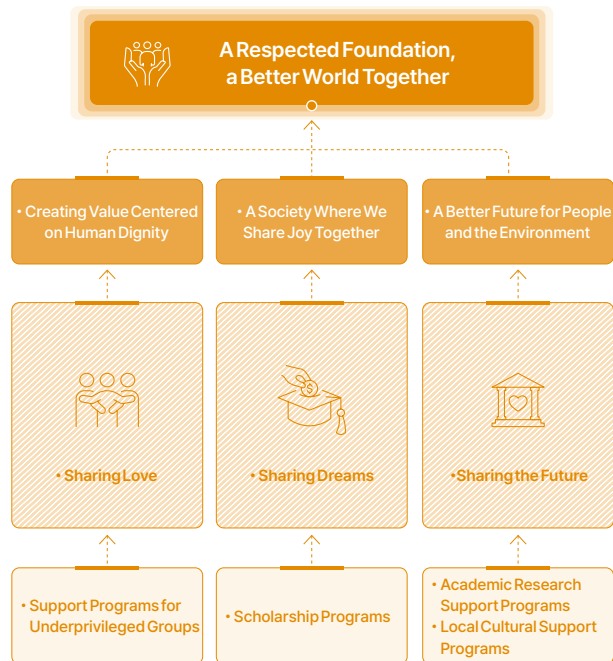 A Respected Foundation,
a Better World Together
• Creating Value Centered
on Human Dignity
• A Society Where We
Share Joy Together
• A Better Future for People
and the Environment
$
• Sharing Love
• Sharing Dreams
• Sharing the Future
• Support Programs for
Underprivileged Groups
• Scholarship Programs
• Academic Research
Support Programs
• Local Cultural Support
Programs